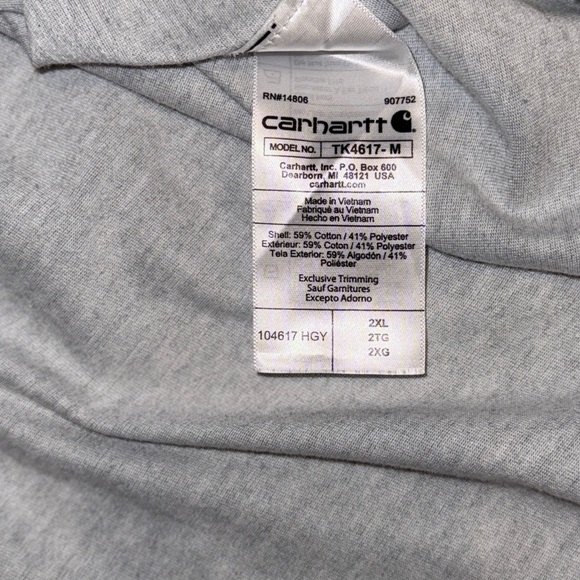 RN#14806 907752
carhartt
MODEL NO. TK4617- M
Carhartt, Inc. P.O. Box 600
Dearborn, MI 48121 USA
carhartt.com
Made in Vietnam
Fabriqué au Vietnam
Hecho en Vietnam
Shell: 59% Cotton / 41% Polyester
Extérieur: 59% Coton / 41% Polyester
Tela Exterior: 59% Algodón / 41%
Poliéster
Exclusive Trimming
Sauf Garnitures
Excepto Adorno
104617 HGY
2XL
2TG
2XG